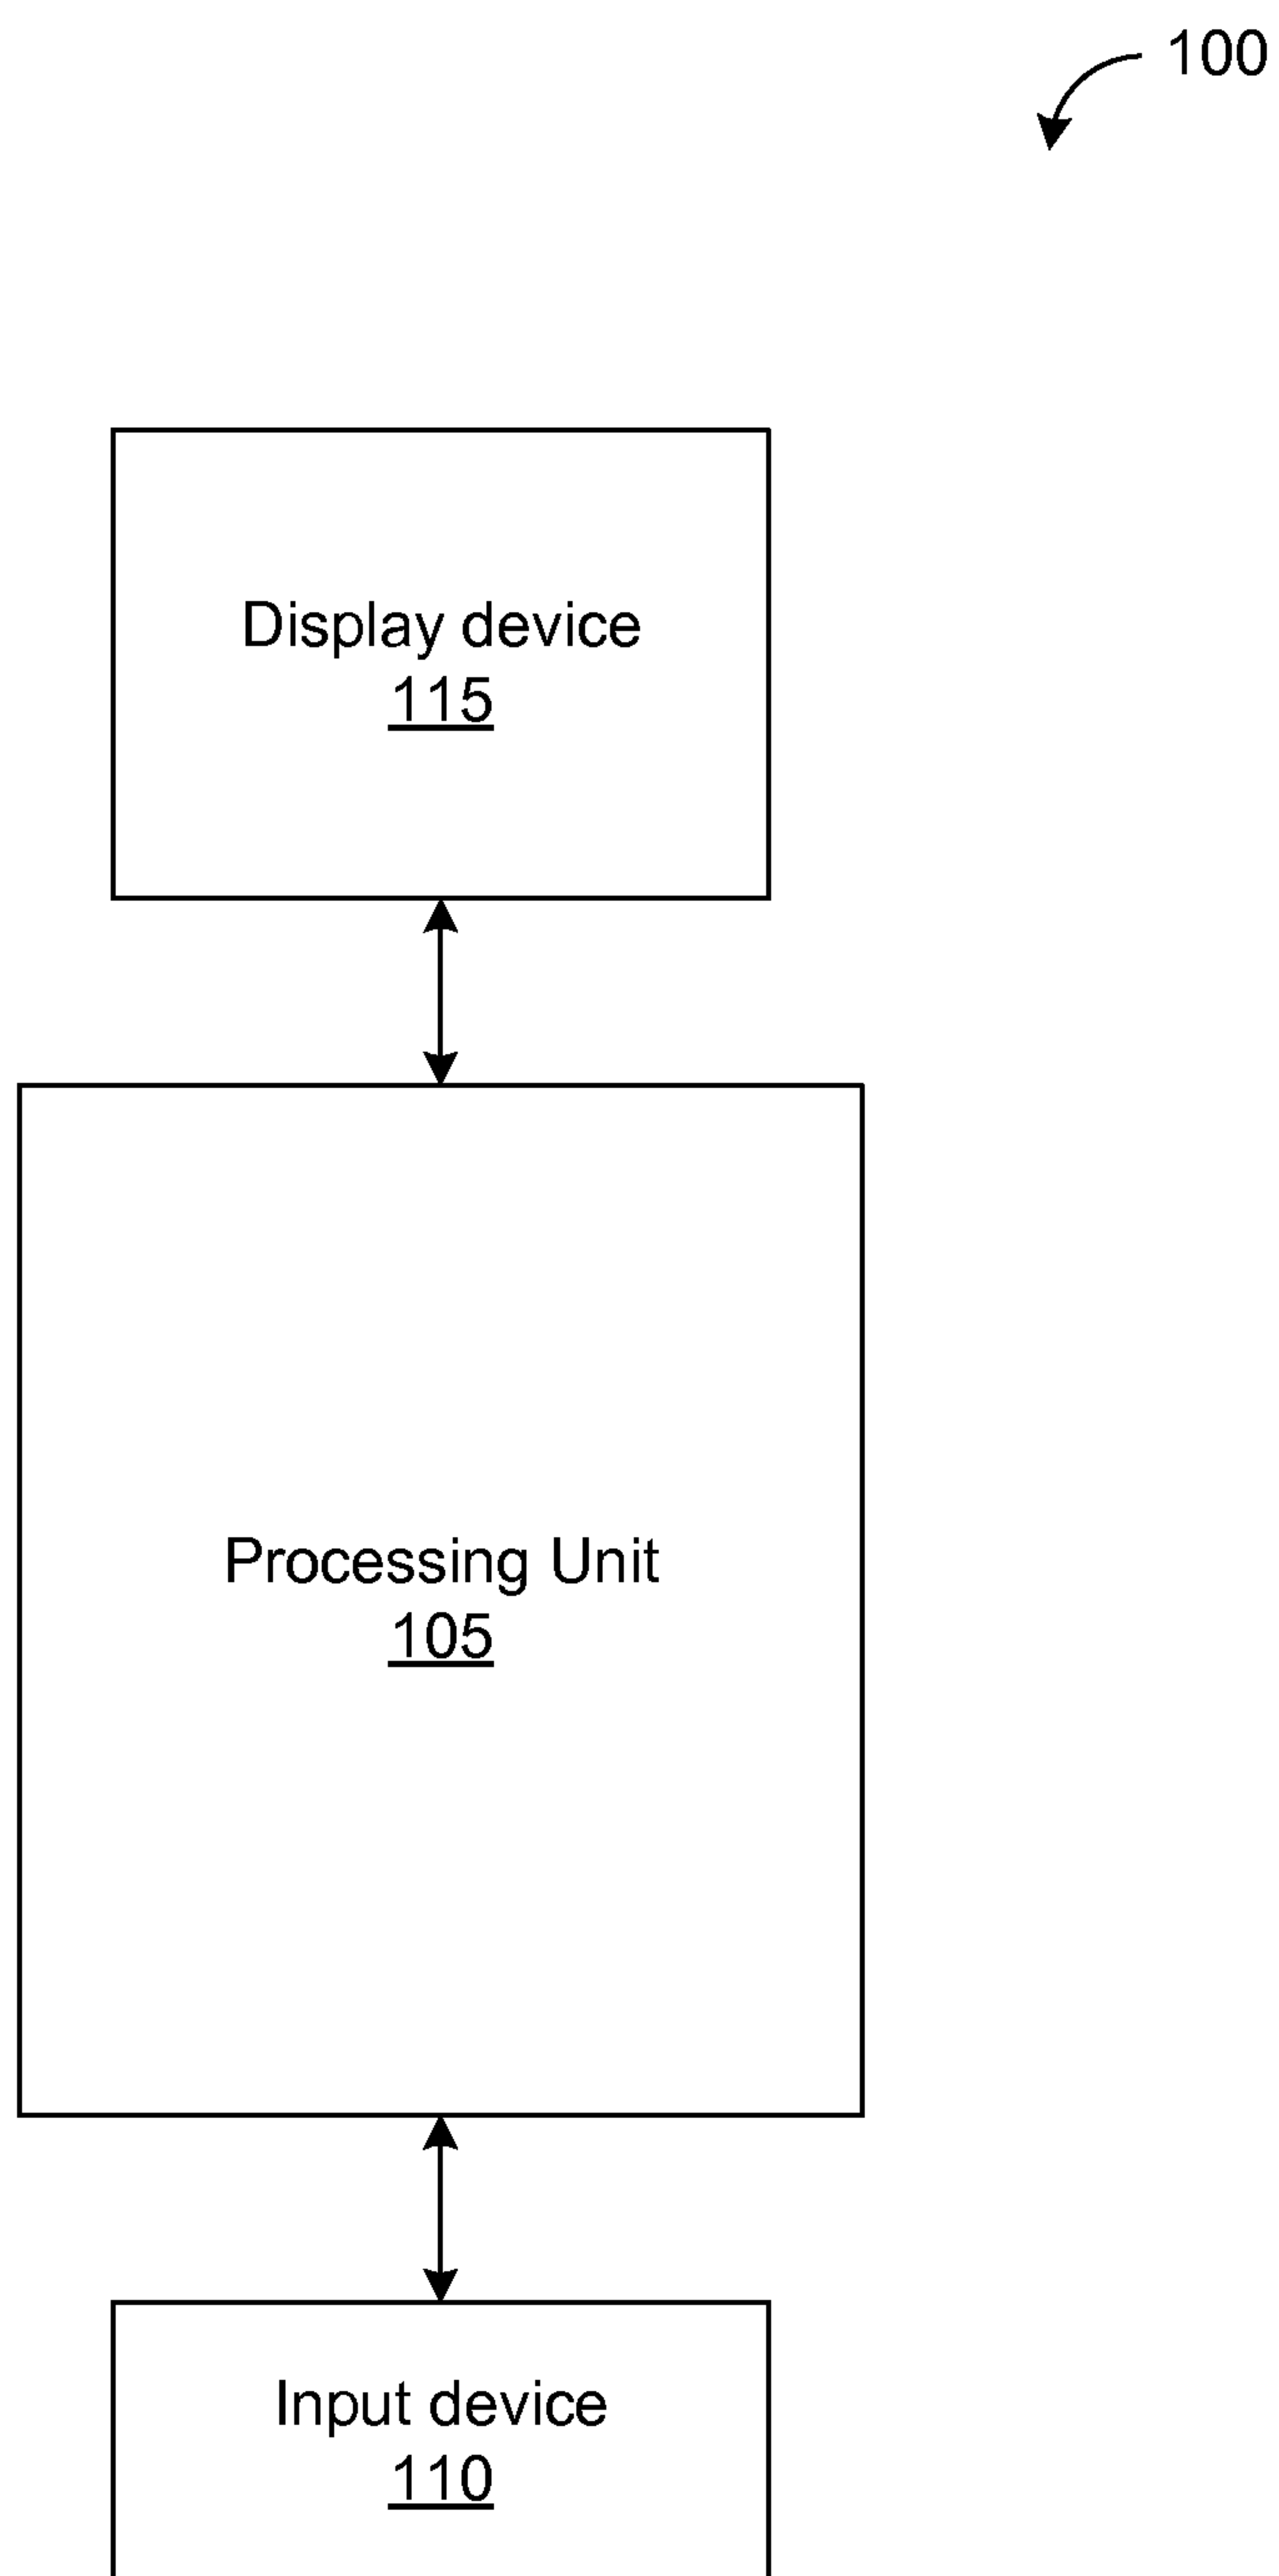 100
Display device
115
Processing Unit
105
Input device
110